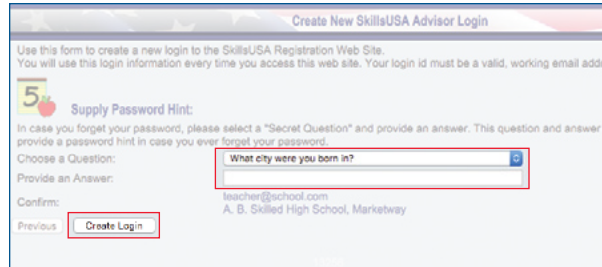 Create New SkillsUSA Advisor Login
Use this form to create a new login to the SkillsUSA Registration Web Site.
You will use this login information every time you access this web site. Your login id must be a valid, working email addr
5
Supply Password Hint:
In case you forget your password, please select a "Secret Question" and provide an answer. This question and answer
provide a password hint in case you ever forget your password.
Choose a Question: What city were you born in?
Provide an Answer:
Confirm: teacher@school.com
A. B. Skilled High School, Marketway
Previous Create Login